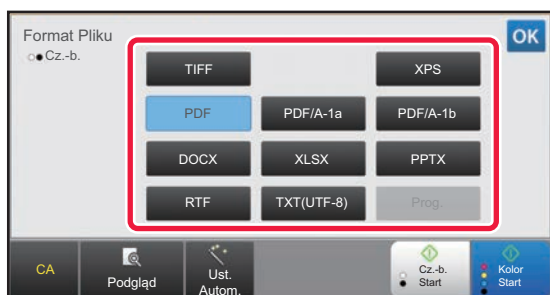 Format Pliku
OK
Cz.-b.
TIFF
XPS
PDF
PDF/A-1a
PDF/A-1b
DOCX
XLSX
PPTX
RTF
TXT(UTF-8)
Prog.
CA
Podgląd
Ust.
Autom.
Cz.-b.
Start
Kolor
Start